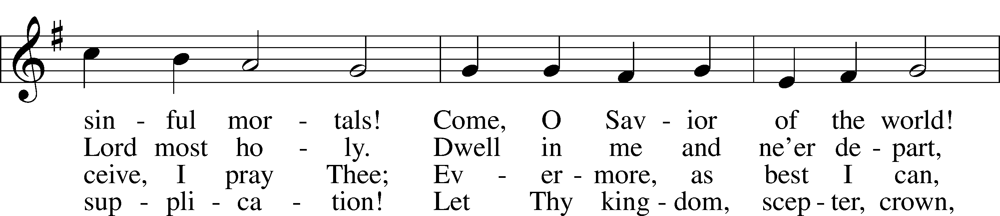 sin - ful mor - tals! Come, O Sav - ior of the world!
Lord most ho - ly. Dwell in me and ne’er de - part,
ceive, I pray Thee; Ev - er - more, as best I can,
sup - pli - ca - tion! Let Thy king - dom, scep - ter, crown,